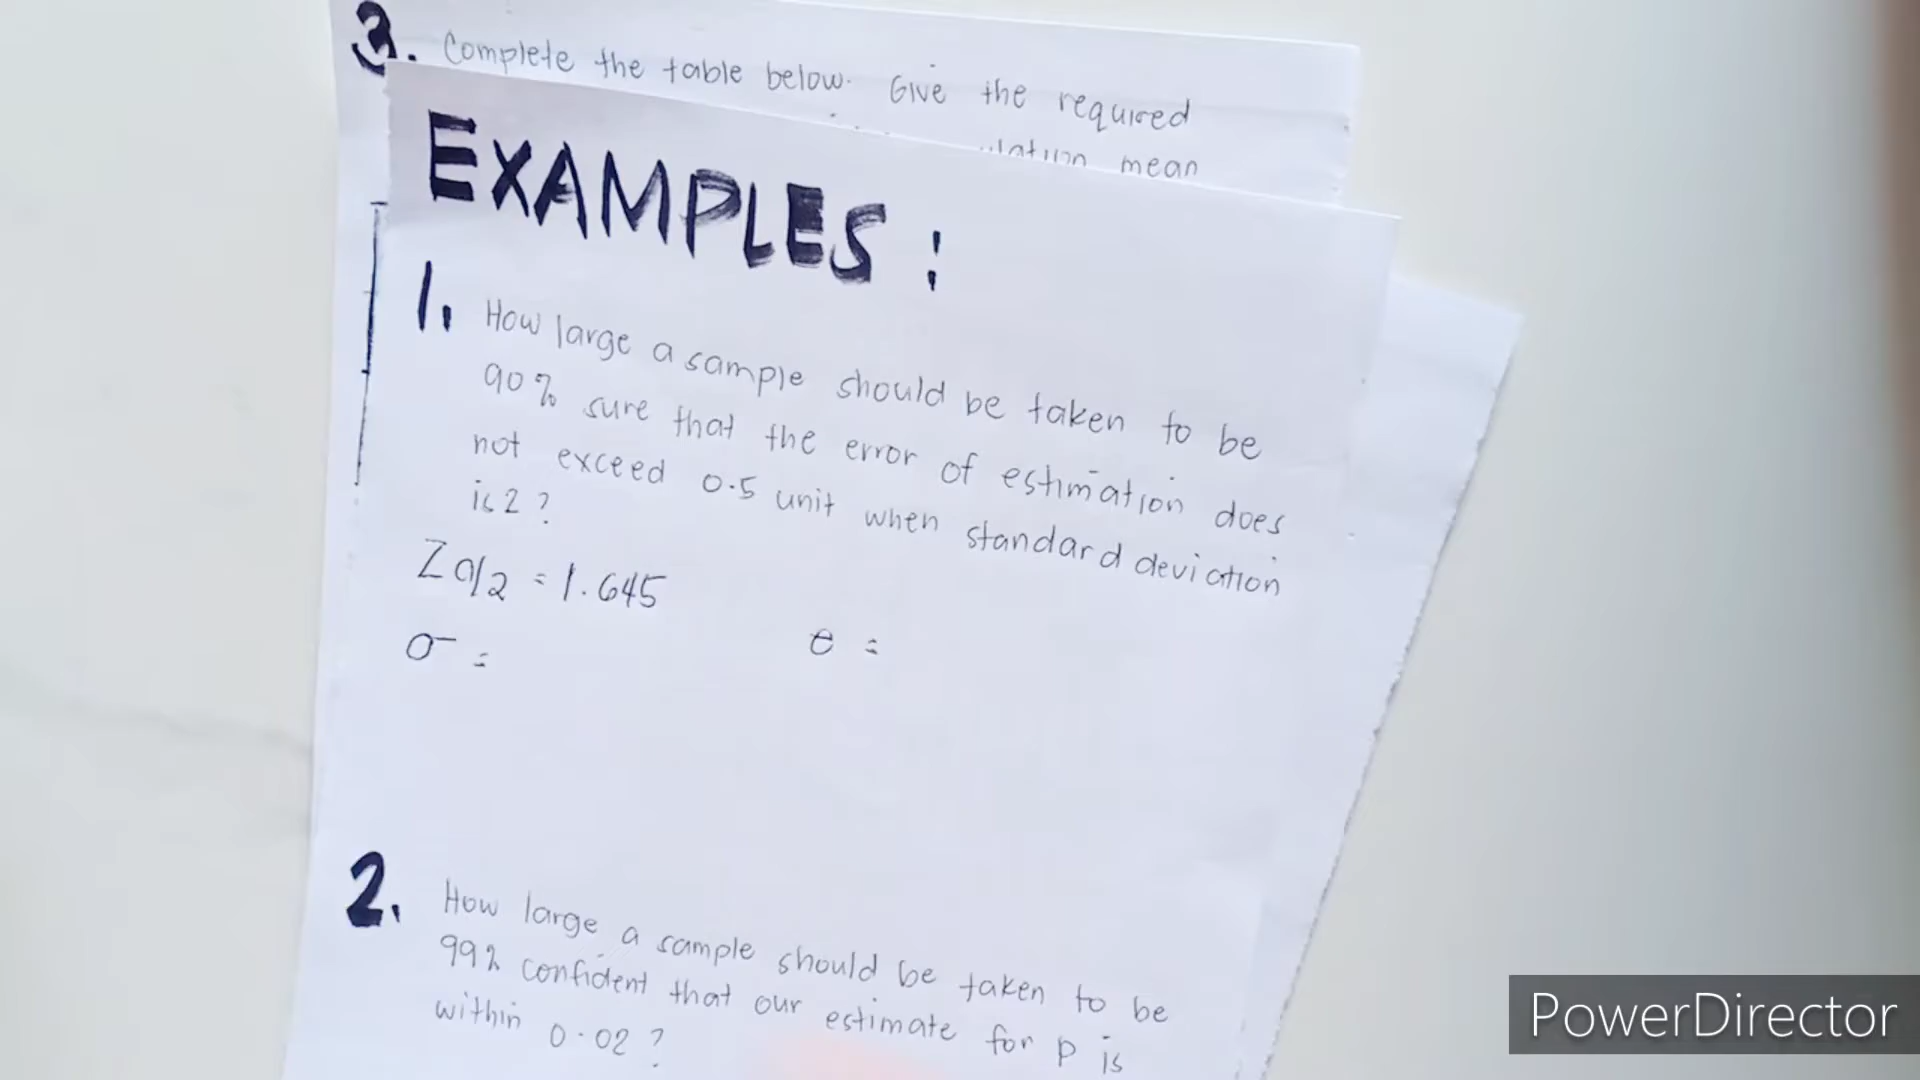 3. Complete the table below. Give the required
mean
EXAMPLES:
1. How large a sample should be taken to be
90% sure that the error of estimation does
not exceed 0.5 unit when standard deviation
is 2?
Za/2 = 1.645
σ = e =
2. How large a sample should be taken to be
99% confident that our estimate for p is
within 0.02?
PowerDirector